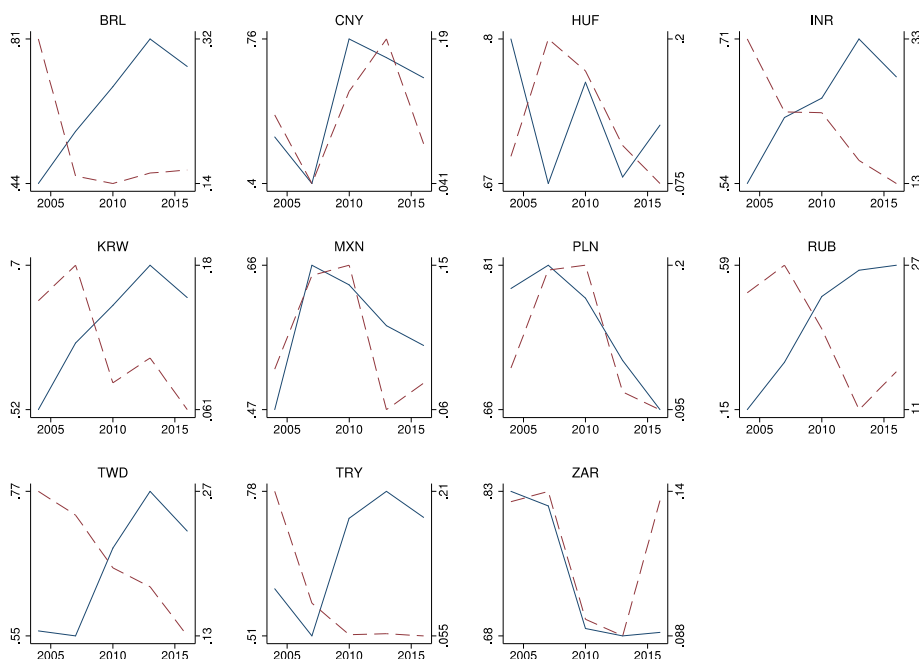 BRL CNY HUF INR
.81 .32 .76 .19 .8 .2 .71 .33
.44 .14 .4 .041 .67 .075 .54 .13
2005 2010 2015 2005 2010 2015 2005 2010 2015 2005 2010 2015
KRW MXN PLN RUB
.7 .18 .66 .15 .81 .2 .59 .27
.52 .061 .47 .06 .66 .095 .15 .11
2005 2010 2015 2005 2010 2015 2005 2010 2015 2005 2010 2015
TWD TRY ZAR
.77 .27 .78 .21 .83 .14
.55 .13 .51 .055 .68 .088
2005 2010 2015 2005 2010 2015 2005 2010 2015